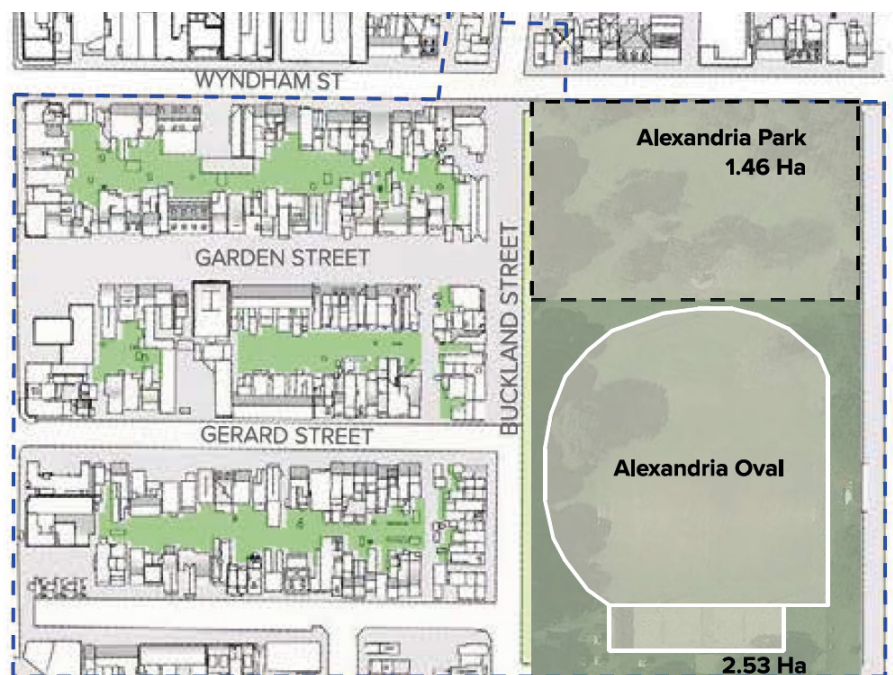 WYNDHAM ST
Alexandria Park
1.46 Ha
GARDEN STREET
BUCKLAND STREET
GERARD STREET
Alexandria Oval
2.53 Ha